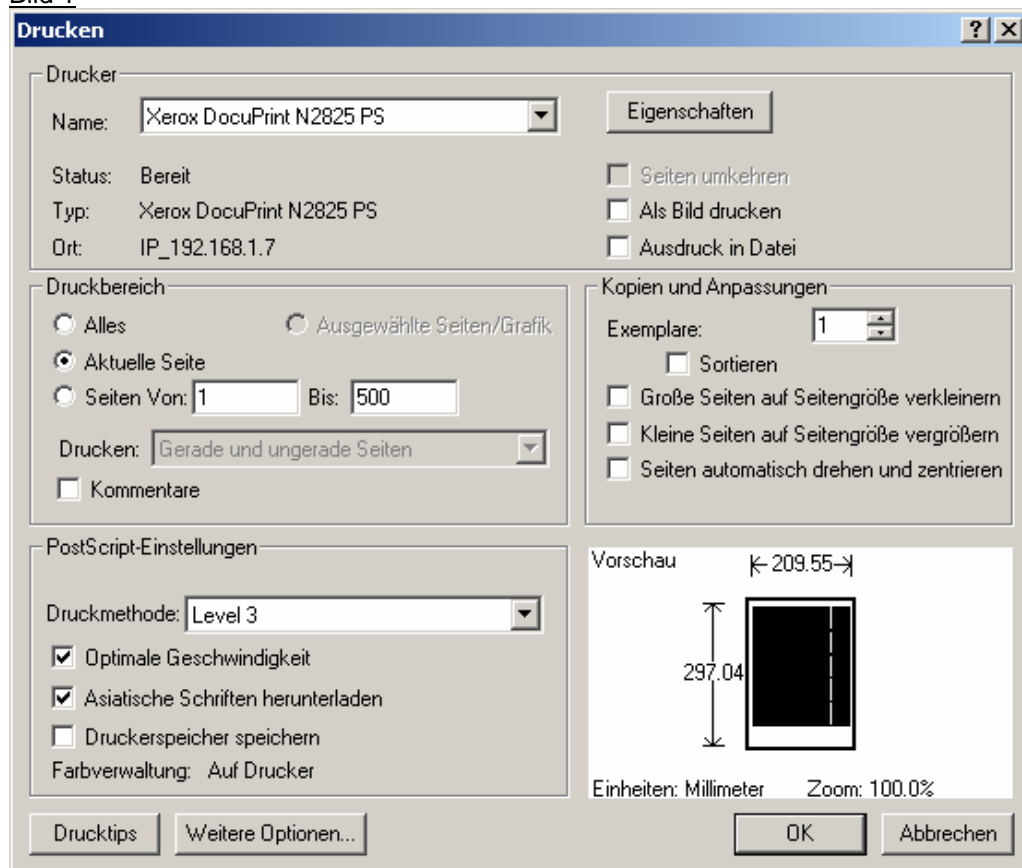 Bild 1
Drucken
Drucker
Name: Xerox DocuPrint N2825 PS
Eigenschaften
Status: Bereit
Seiten umkehren
Typ: Xerox DocuPrint N2825 PS
Als Bild drucken
Ort: IP_192.168.1.7
Ausdruck in Datei
Druckbereich
Alles
Ausgewählte Seiten/Grafik
Aktuelle Seite
Seiten Von: 1 Bis: 500
Drucken: Gerade und ungerade Seiten
Kommentare
Kopien und Anpassungen
Exemplare: 1
Sortieren
Große Seiten auf Seitengröße verkleinern
Kleine Seiten auf Seitengröße vergrößern
Seiten automatisch drehen und zentrieren
PostScript-Einstellungen
Druckmethode: Level 3
Optimale Geschwindigkeit
Asiatische Schriften herunterladen
Druckerspeicher speichern
Farbverwaltung: Auf Drucker
Vorschau
209.55
297.04
Einheiten: Millimeter Zoom: 100.0%
Drucktips
Weitere Optionen...
OK
Abbrechen